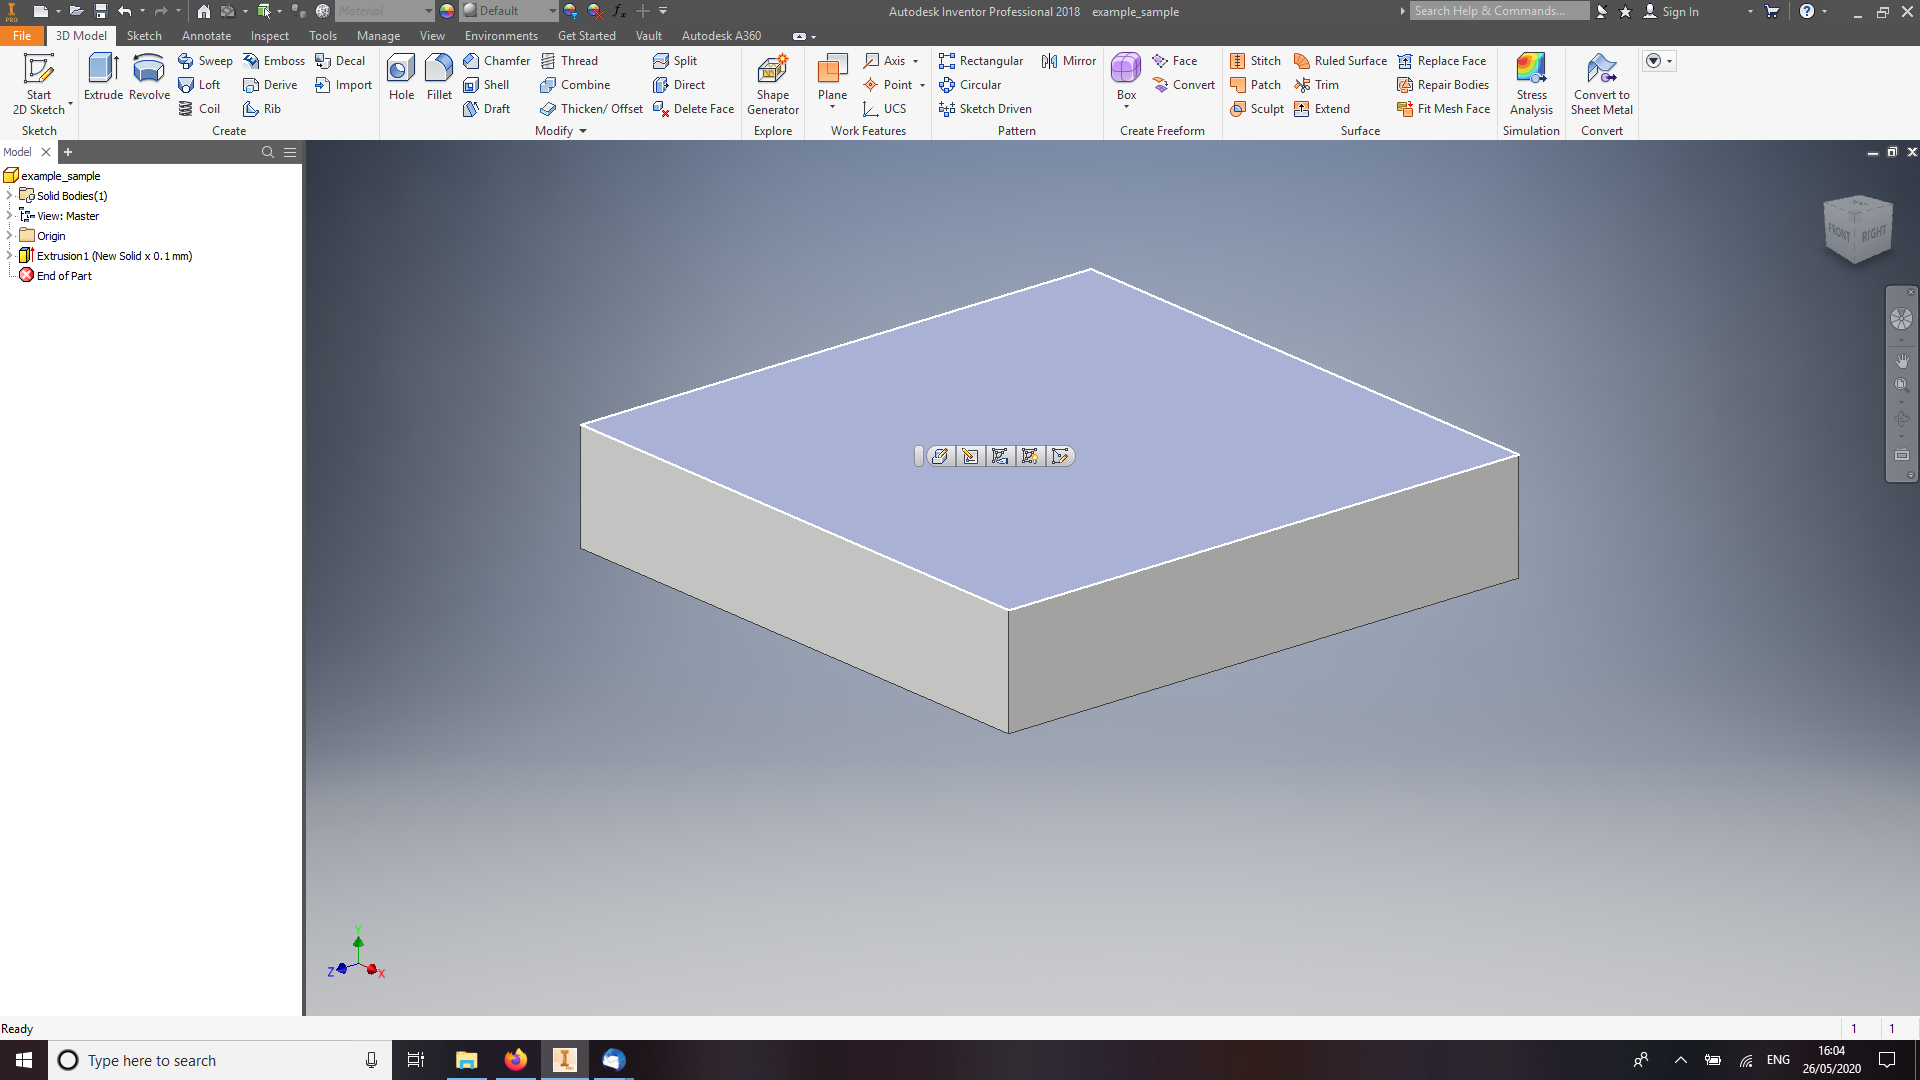 PRO
Material
Default
fx
Autodesk Inventor Professional 2018 example_sample
Search Help & Commands...
Sign In
File 3D Model Sketch Annotate Inspect Tools Manage View Environments Get Started Vault Autodesk A360
Start
2D Sketch
Sketch
Extrude
Revolve
Sweep
Loft
Coil
Emboss
Derive
Rib
Decal
Import
Create
Hole
Fillet
Chamfer
Shell
Draft
Thread
Combine
Thicken/ Offset
Split
Direct
Delete Face
Modify
Shape
Generator
Explore
Plane
Axis
Point
UCS
Work Features
Rectangular
Circular
Sketch Driven
Mirror
Pattern
Box
Face
Convert
Create Freeform
Stitch
Patch
Sculpt
Ruled Surface
Trim
Extend
Replace Face
Repair Bodies
Fit Mesh Face
Surface
Stress
Analysis
Simulation
Convert to
Sheet Metal
Convert
Model
example_sample
Solid Bodies(1)
View: Master
Origin
Extrusion1 (New Solid x 0.1 mm)
End of Part
FRONT RIGHT
Y
Z X
Ready
1 1
Type here to search
ENG
16:04
26/05/2020